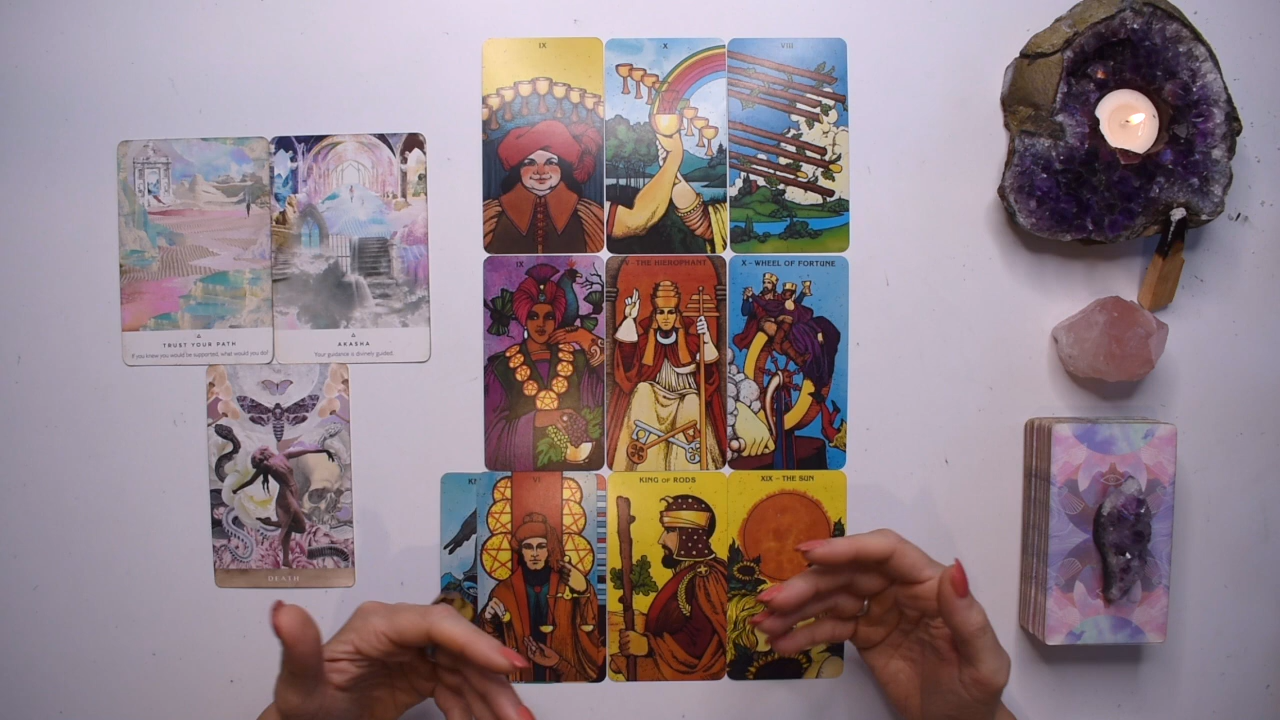 IX
X
VIII
TRUST YOUR PATH
If you knew you would be supported, what would you do?
AKASHA
Your guidance is divinely guided.
IX
V - THE HIEROPHANT
X - WHEEL OF FORTUNE
DEATH
VI
KING OF RODS
XIX - THE SUN